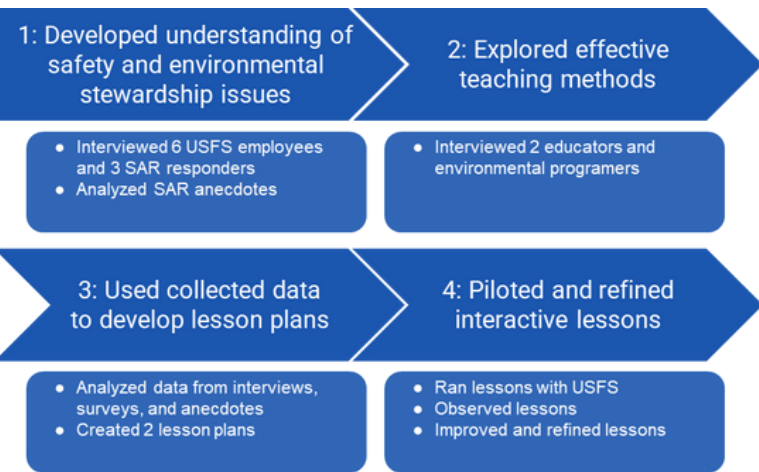 1: Developed understanding of
safety and environmental
stewardship issues
● Interviewed 6 USFS employees
and 3 SAR responders
● Analyzed SAR anecdotes
2: Explored effective
teaching methods
● Interviewed 2 educators and
environmental programers
3: Used collected data
to develop lesson plans
● Analyzed data from interviews,
surveys, and anecdotes
● Created 2 lesson plans
4: Piloted and refined
interactive lessons
● Ran lessons with USFS
● Observed lessons
● Improved and refined lessons